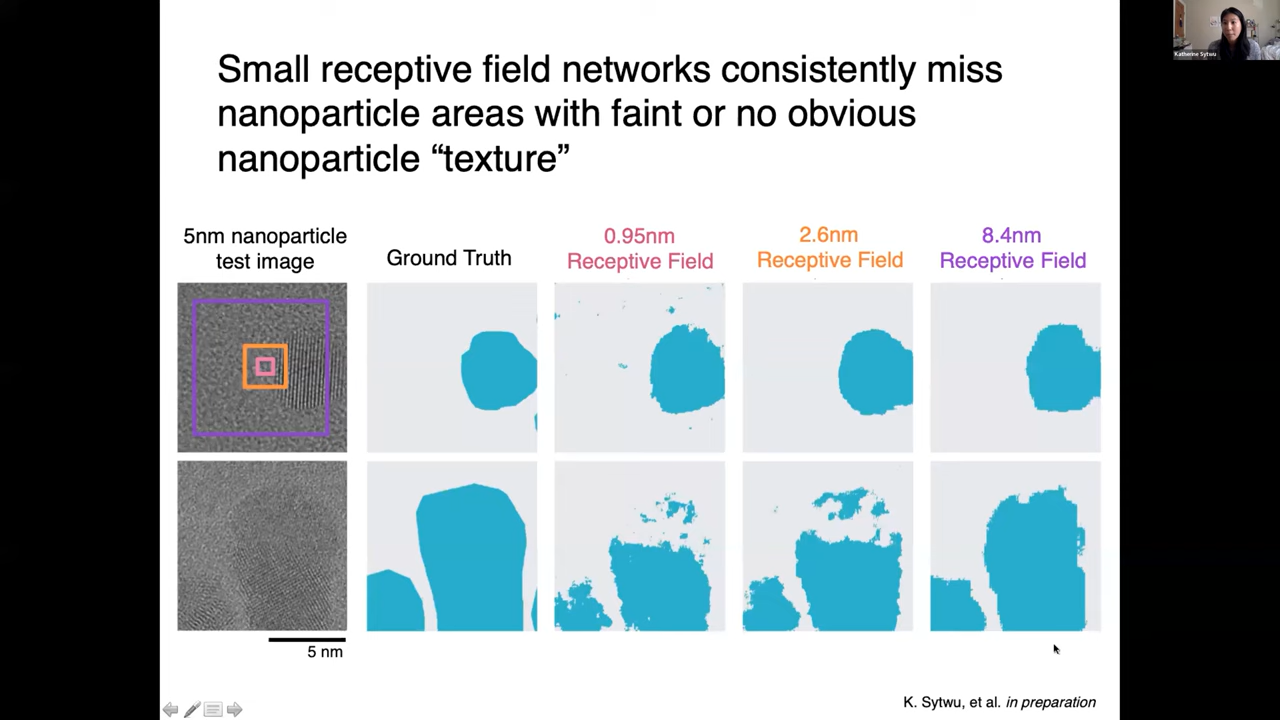 Small receptive field networks consistently miss
nanoparticle areas with faint or no obvious
nanoparticle “texture”
5nm nanoparticle
test image
Ground Truth
0.95nm
Receptive Field
2.6nm
Receptive Field
8.4nm
Receptive Field
5 nm
K. Sytwu, et al. in preparation
Katherine Sytwu